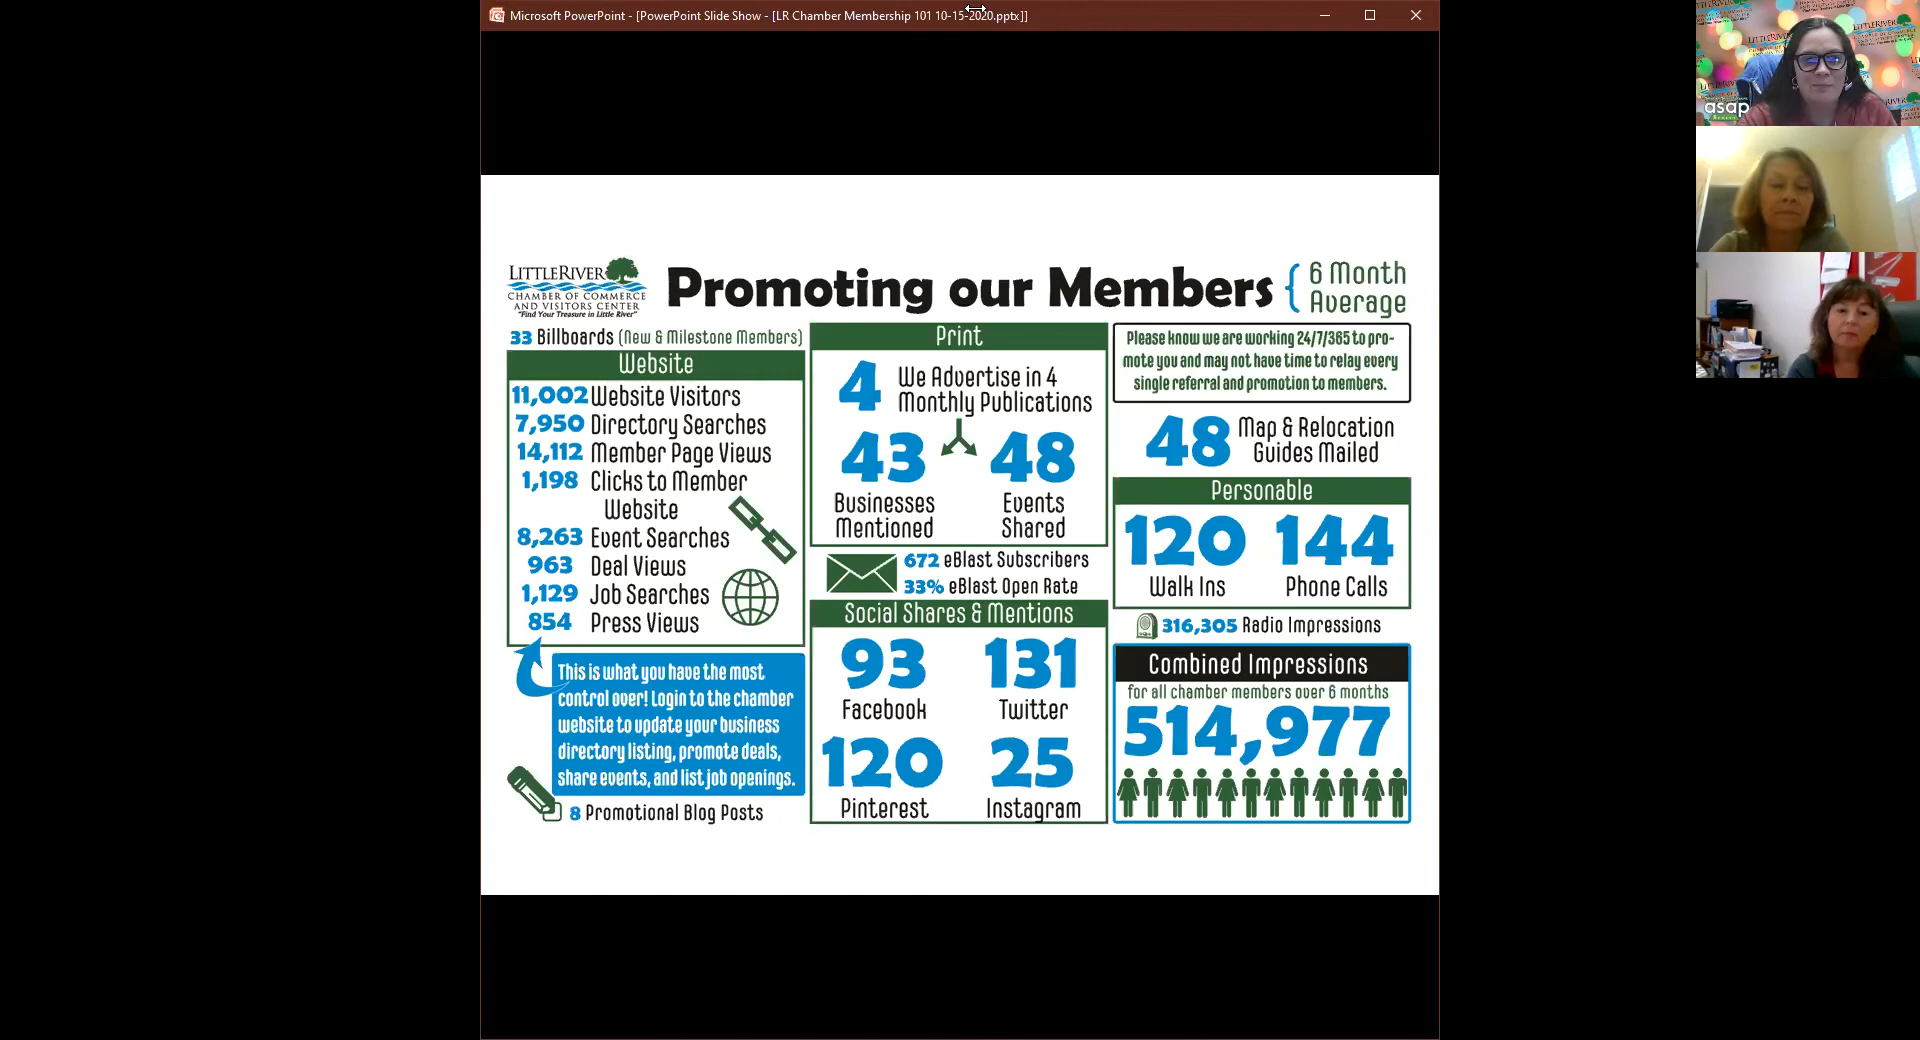 Microsoft PowerPoint - [PowerPoint Slide Show - [LR Chamber Membership 101 10-15-2020.pptx]]
LITTLE RIVER
CHAMBER OF COMMERCE
AND VISITORS CENTER
"Find Your Treasure in Little River"
Promoting our Members
6 Month
Average
33 Billboards (New & Milestone Members)
Website
11,002 Website Visitors
7,950 Directory Searches
14,112 Member Page Views
1,198 Clicks to Member
Website
8,263 Event Searches
963 Deal Views
1,129 Job Searches
854 Press Views
This is what you have the most
control over! Login to the chamber
website to update your business
directory listing, promote deals,
share events, and list job openings.
8 Promotional Blog Posts
Print
4 We Advertise in 4
Monthly Publications
43 48
Businesses Events
Mentioned Shared
672 eBlast Subscribers
33% eBlast Open Rate
Social Shares & Mentions
93 131
Facebook Twitter
120 25
Pinterest Instagram
Please know we are working 24/7/365 to pro-
mote you and may not have time to relay every
single referral and promotion to members.
48 Map & Relocation
Guides Mailed
Personable
120 144
Walk Ins Phone Calls
316,305 Radio Impressions
Combined Impressions
for all chamber members over 6 months
514,977
asap